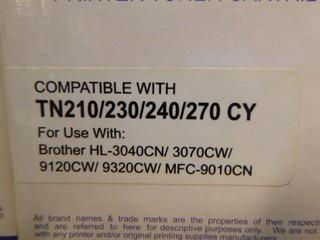 COMPATIBLE WITH
TN210/230/240/270 CY
For Use With:
Brother HL-3040CN/ 3070CW/
9120CW/ 9320CW/ MFC-9010CN
All brand names & trade marks are the properties of their respecti
and are referred to here for descriptive purposes only. We are not
with any printer and/or original printing supplies manufacturers.